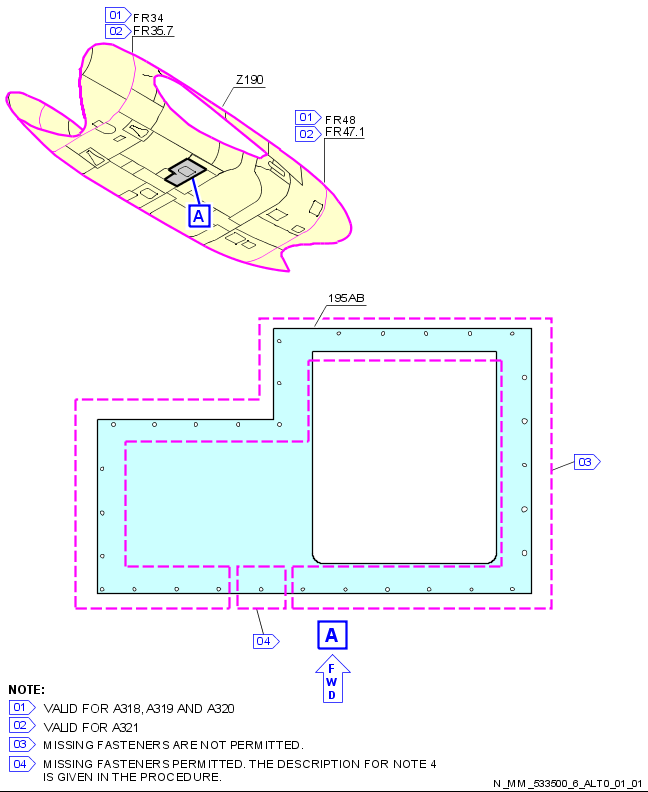 01 FR34
02 FR35.7
Z190
01 FR48
02 FR47.1
A
195AB
03
04
A
FWD
NOTE:
01 VALID FOR A318, A319 AND A320
02 VALID FOR A321
03 MISSING FASTENERS ARE NOT PERMITTED.
04 MISSING FASTENERS PERMITTED. THE DESCRIPTION FOR NOTE 4
IS GIVEN IN THE PROCEDURE.
N_MM_533500_6_ALT0_01_01